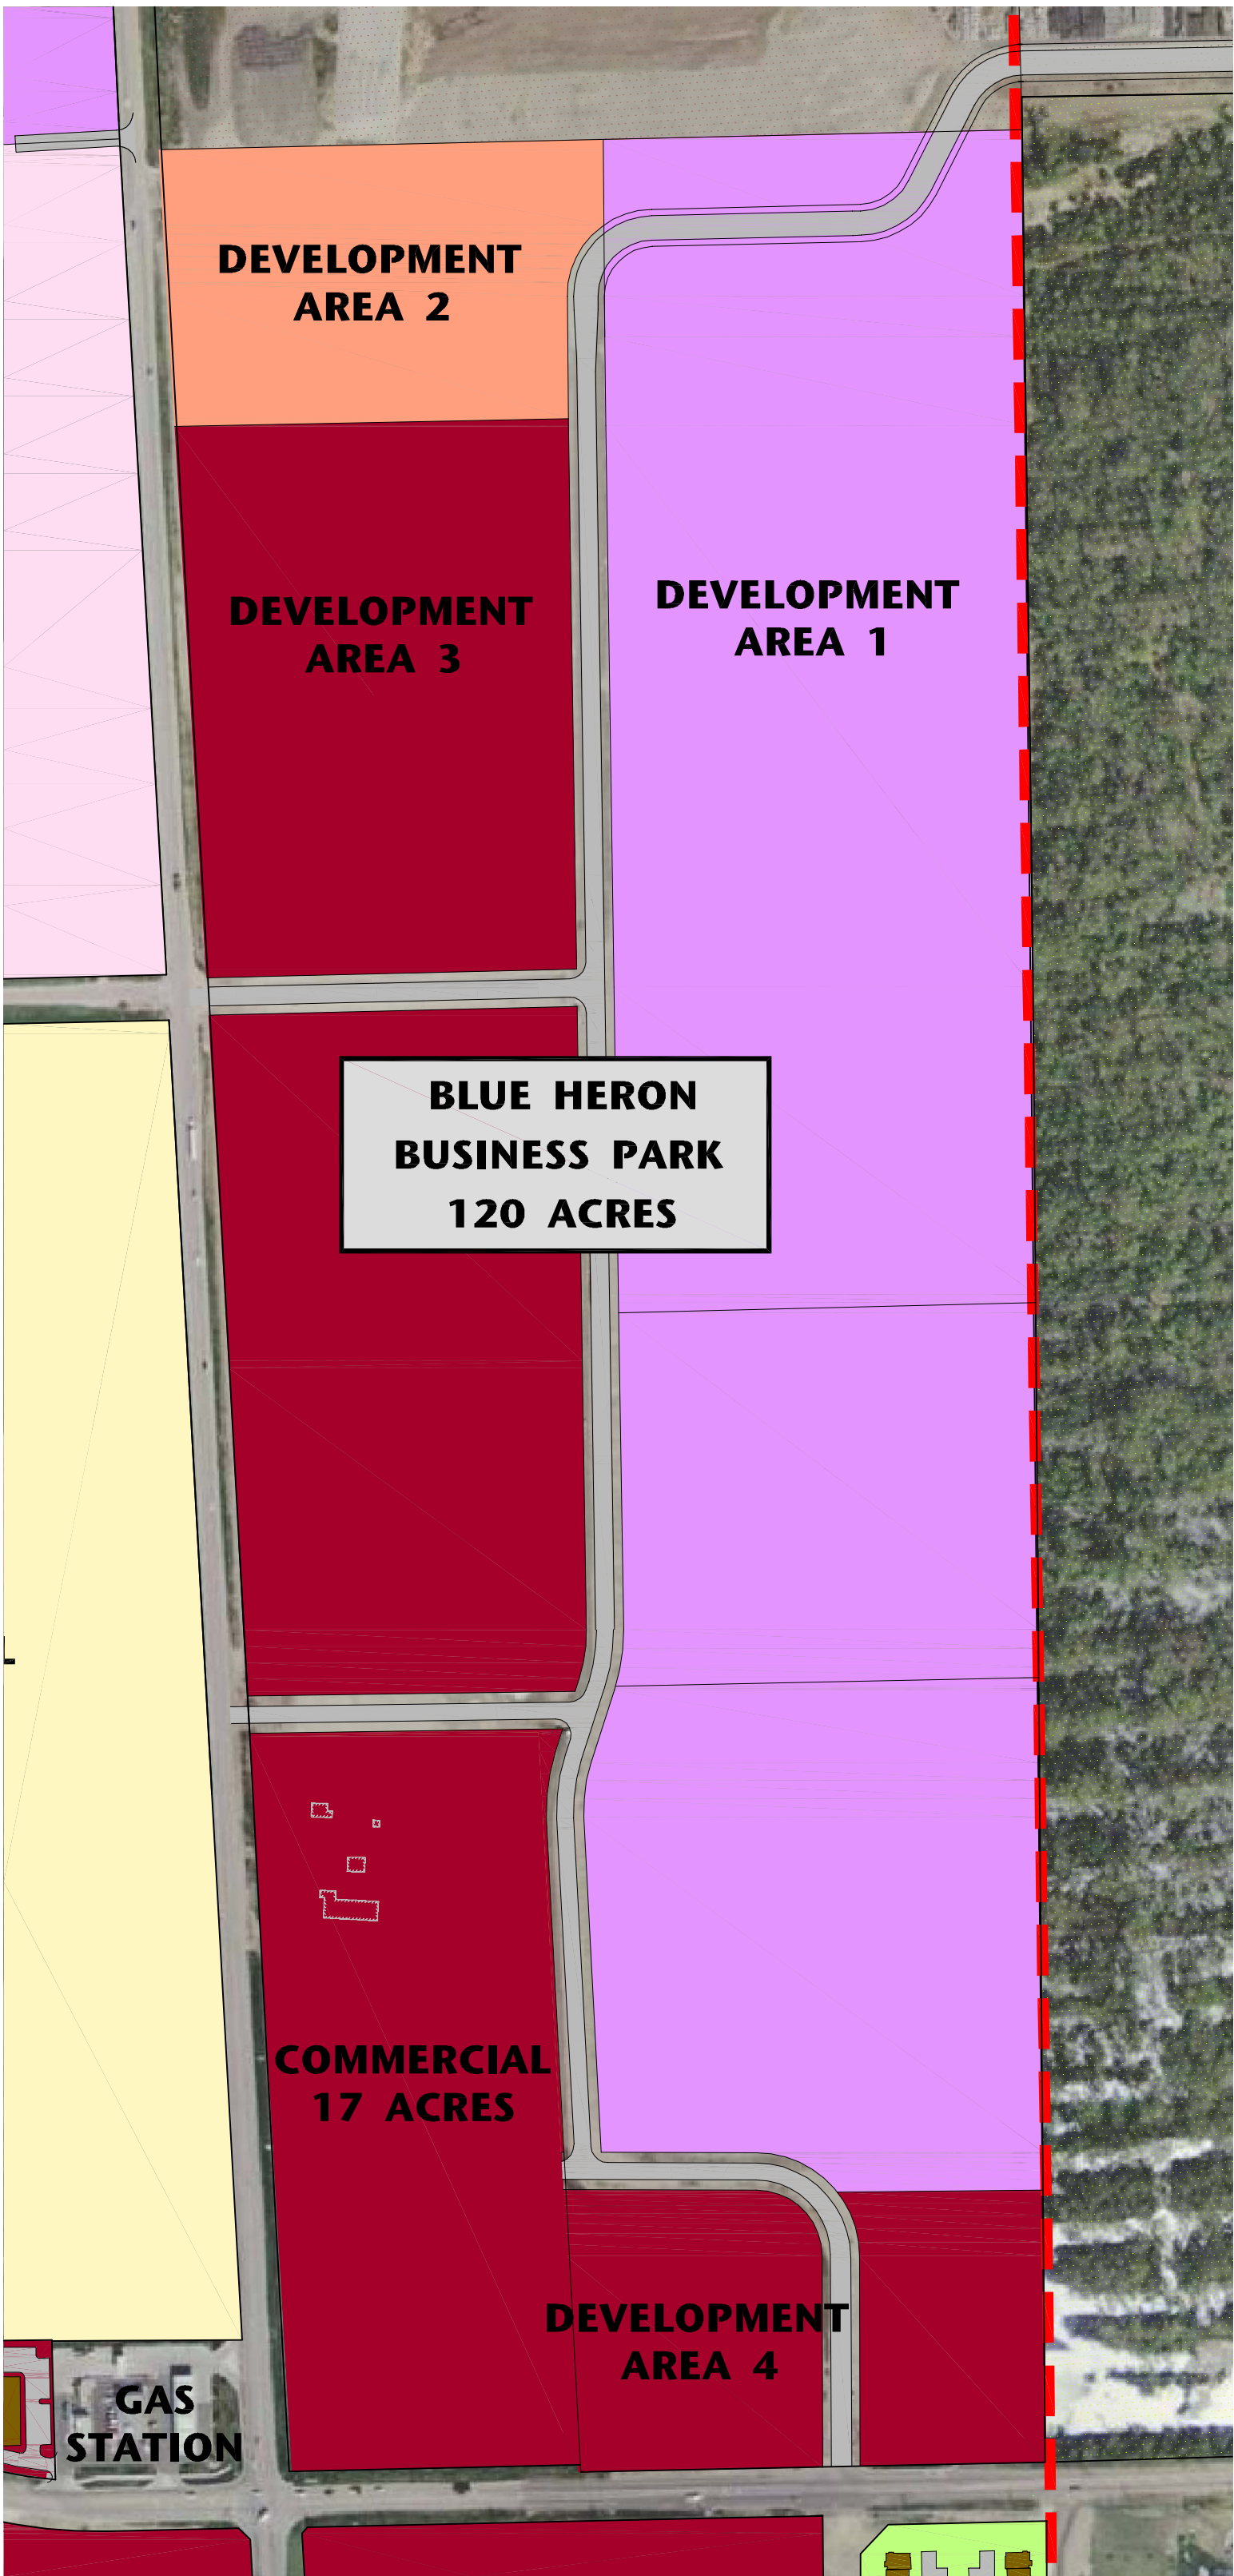 DEVELOPMENT
AREA 2
DEVELOPMENT
AREA 3
DEVELOPMENT
AREA 1
BLUE HERON
BUSINESS PARK
120 ACRES
COMMERCIAL
17 ACRES
DEVELOPMENT
AREA 4
GAS
STATION